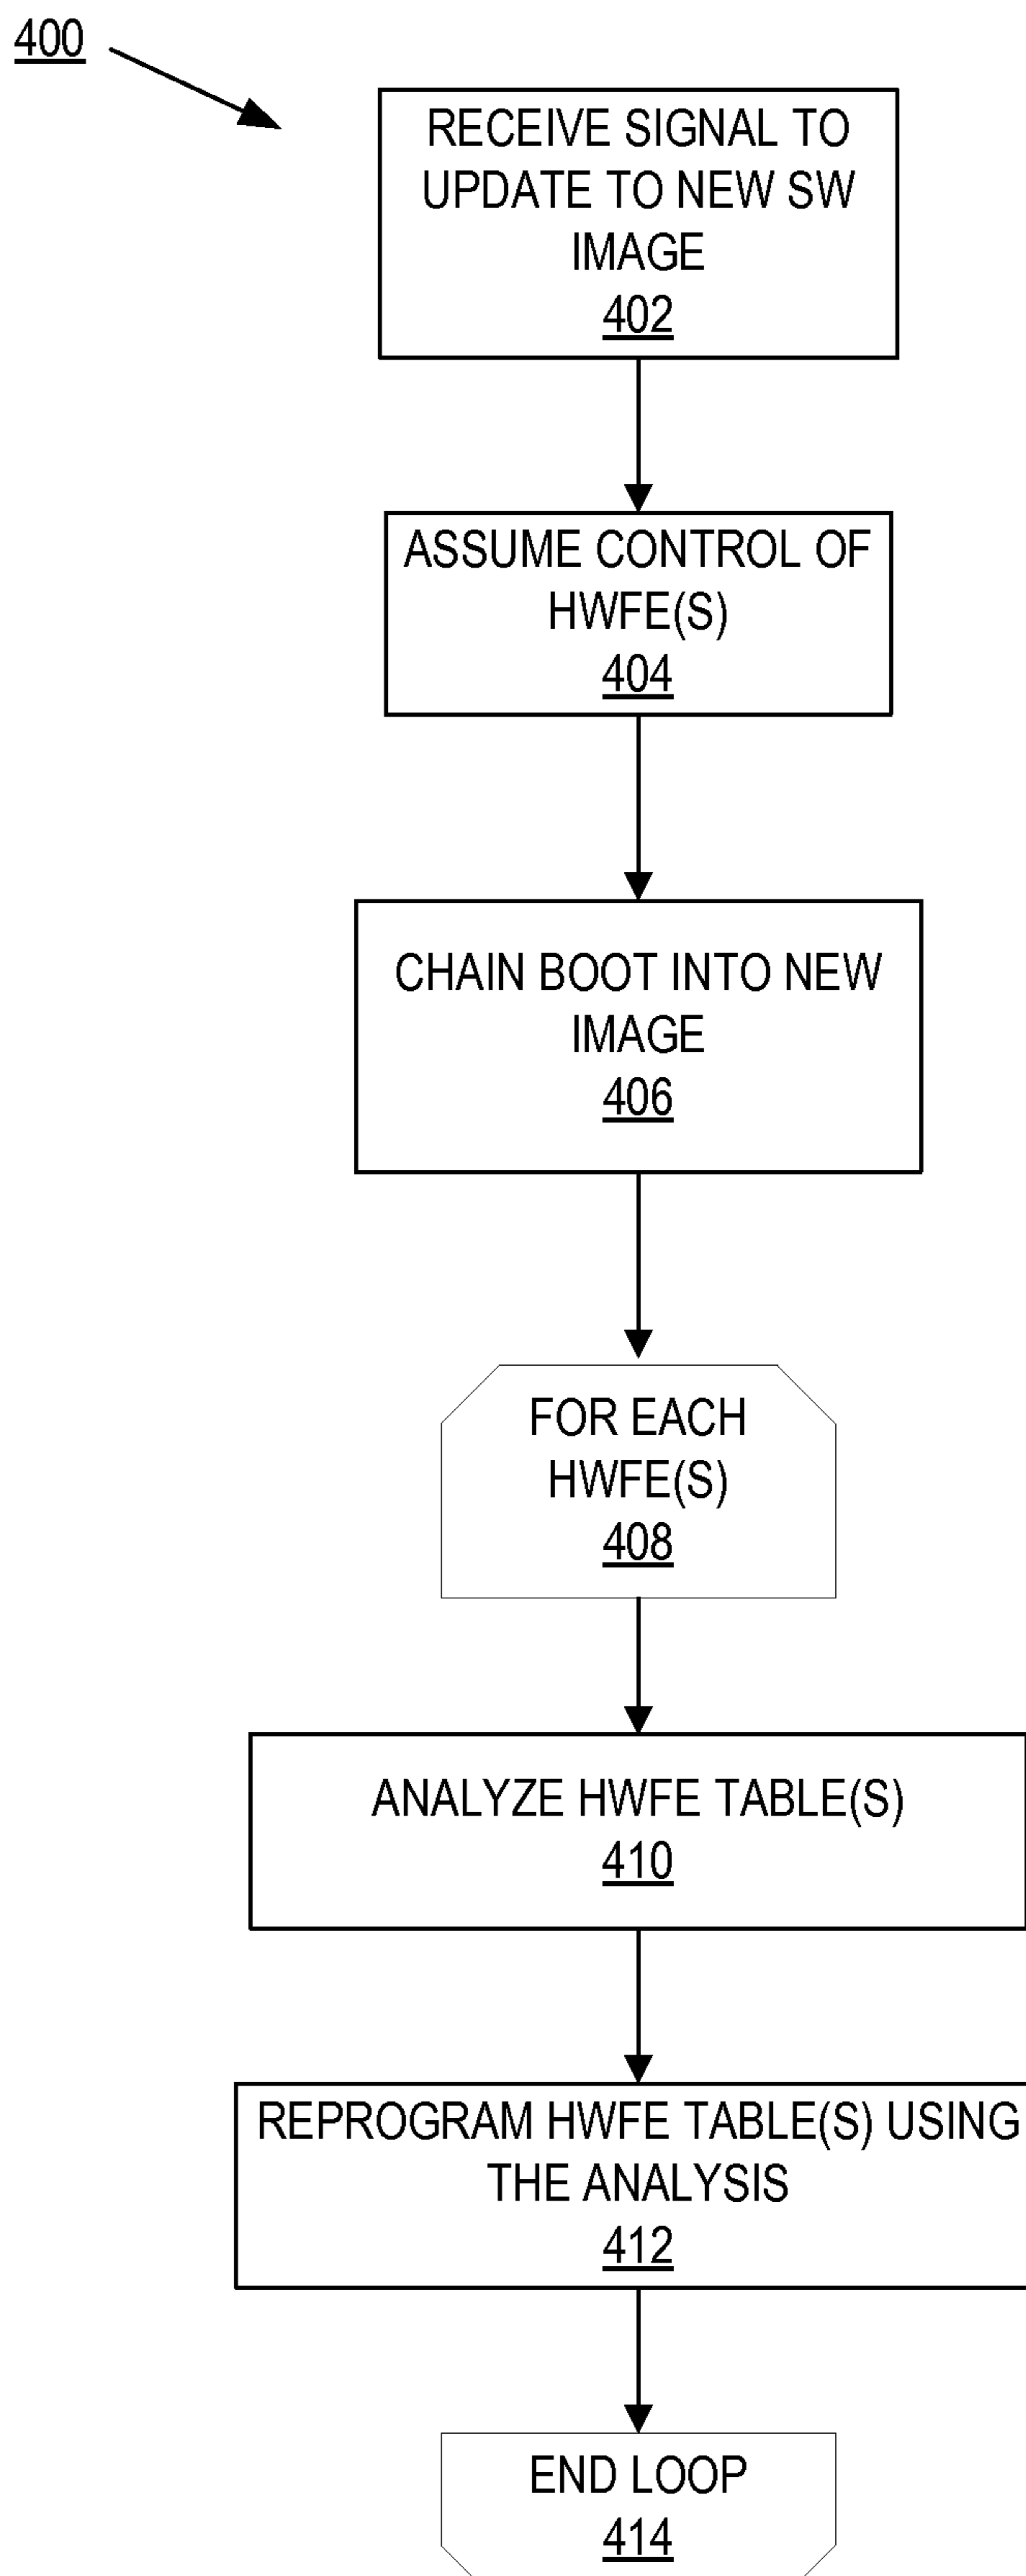 400
RECEIVE SIGNAL TO
UPDATE TO NEW SW
IMAGE
402
ASSUME CONTROL OF
HWFE(S)
404
CHAIN BOOT INTO NEW
IMAGE
406
FOR EACH
HWFE(S)
408
ANALYZE HWFE TABLE(S)
410
REPROGRAM HWFE TABLE(S) USING
THE ANALYSIS
412
END LOOP
414